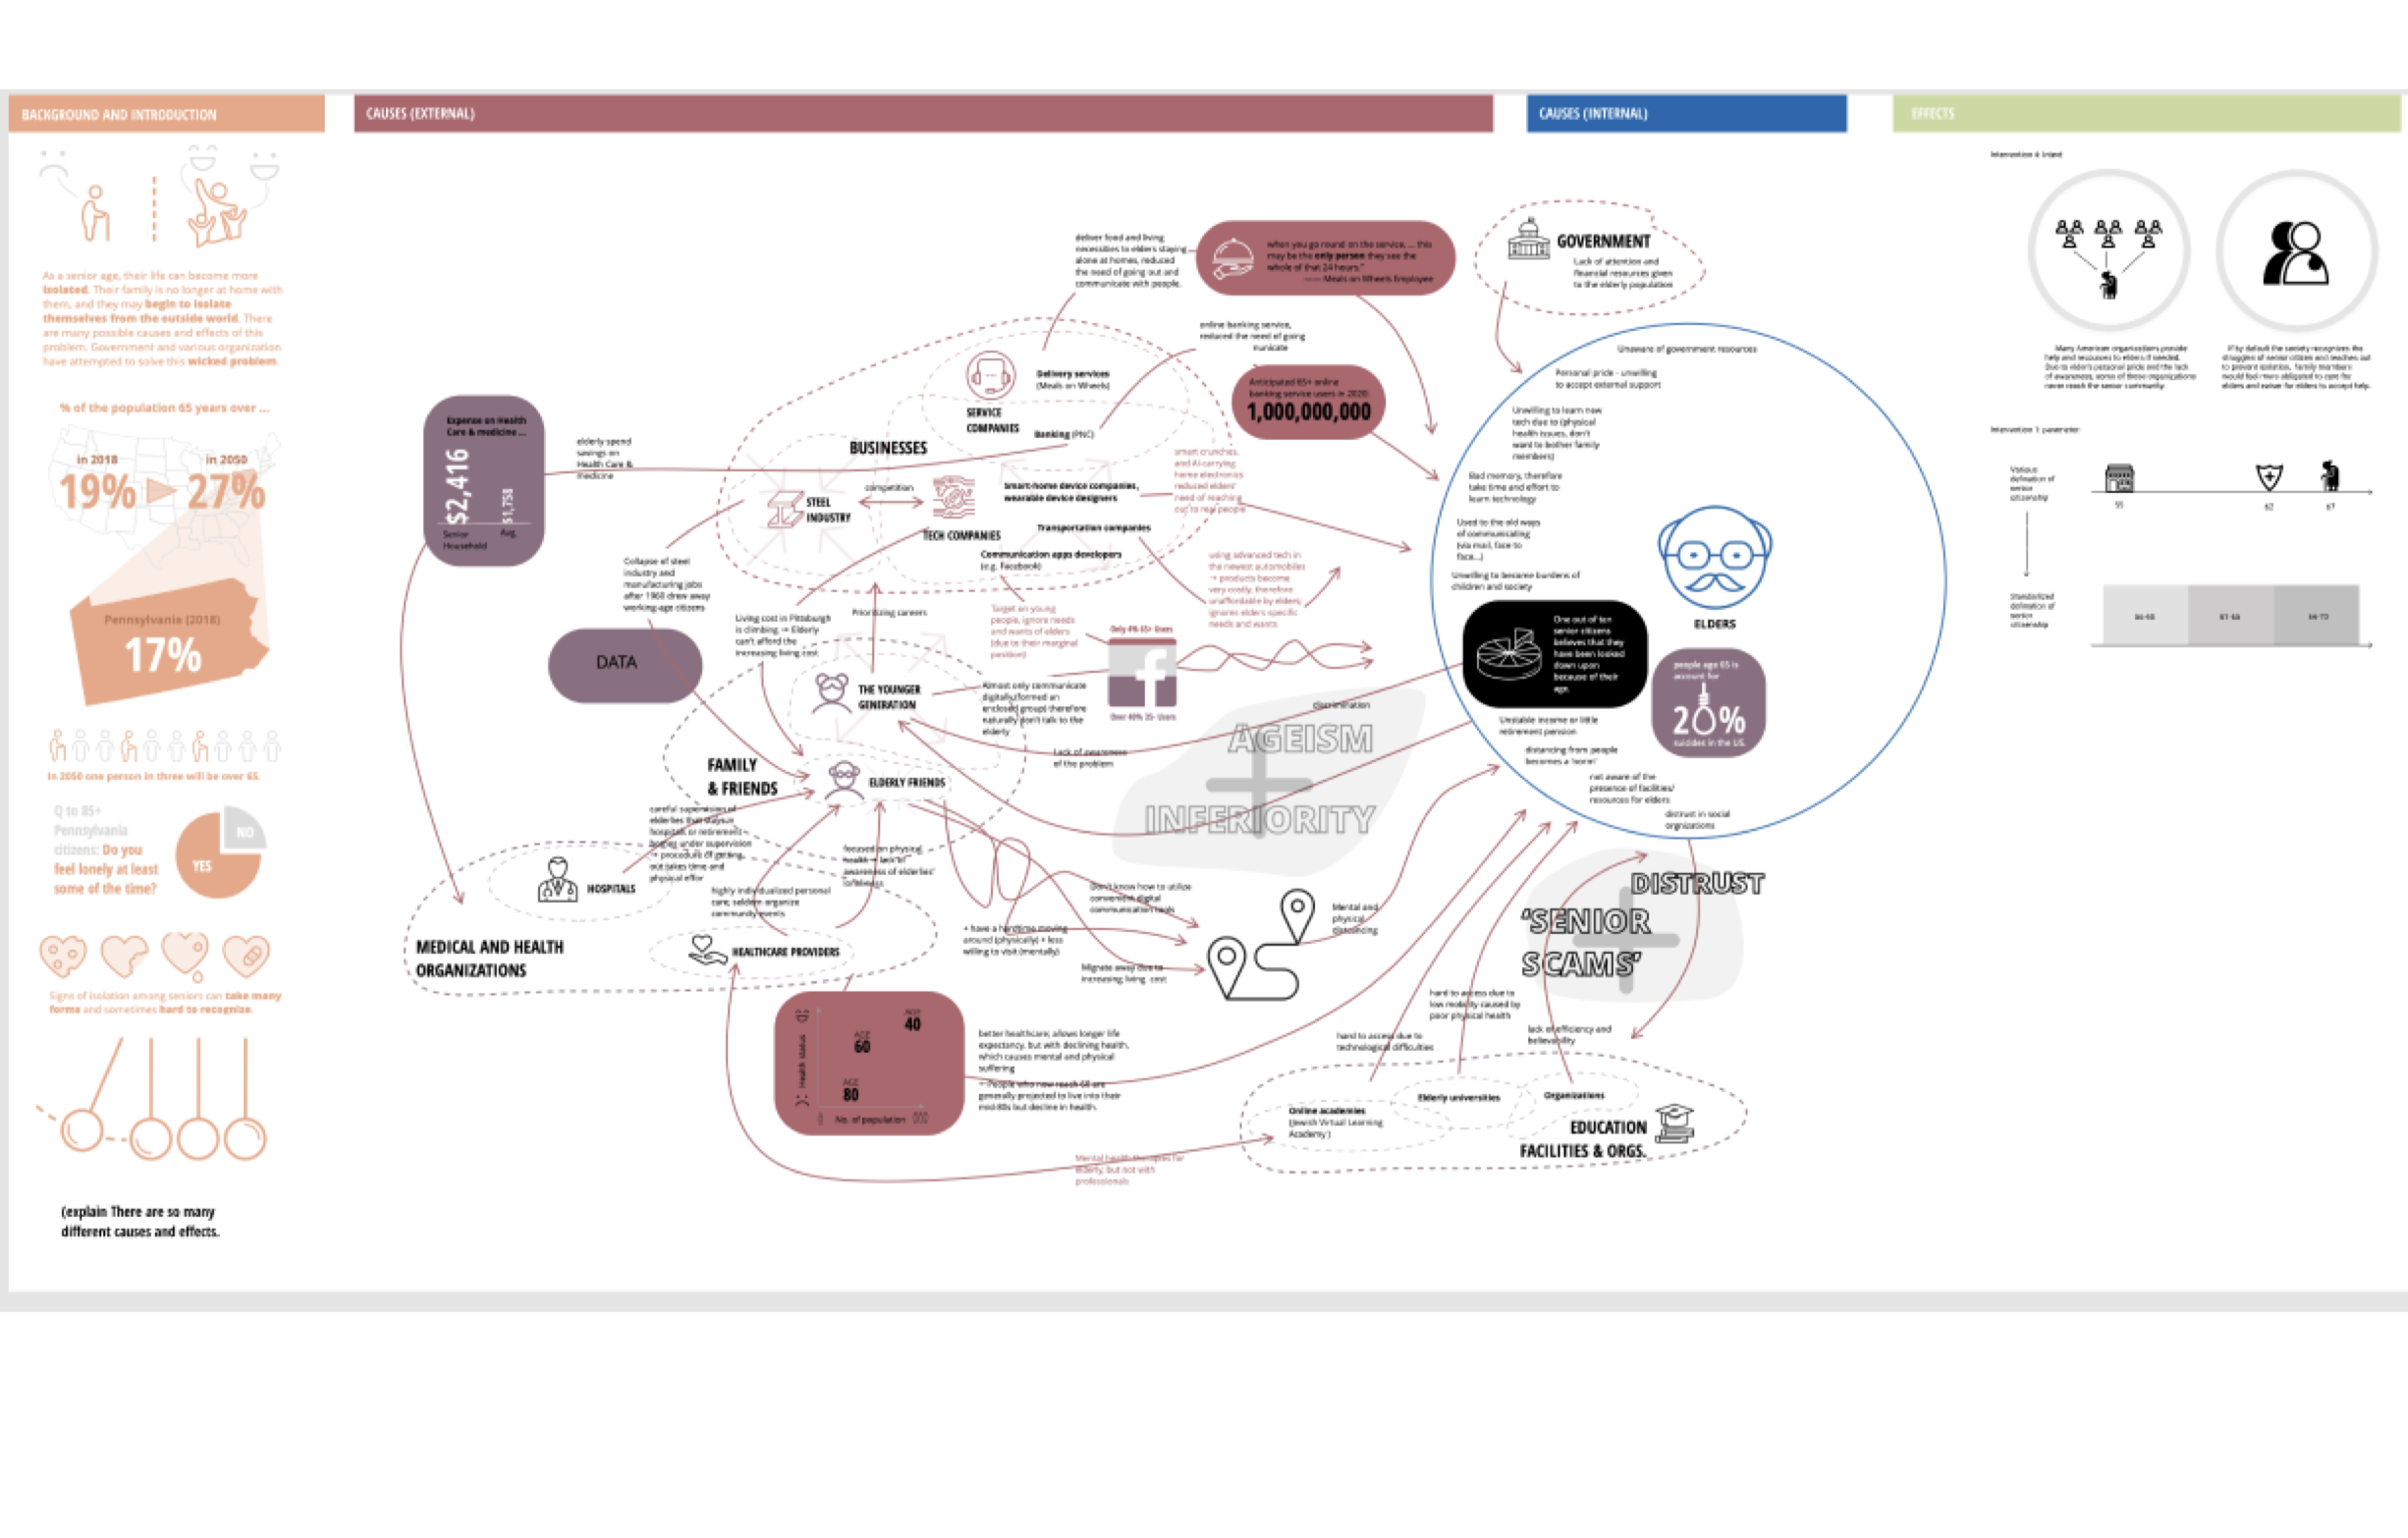 BACKGROUND AND INTRODUCTION
CAUSES (EXTERNAL)
CAUSES (INTERNAL)
EFFECTS
As a senior age, their life can become more
isolated. Their family is no longer at home with
them, and they may begin to isolate
themselves from the outside world. There
are many possible causes and effects of this
problem. Government and various organization
have attempted to solve this wicked problem.
% of the population 65 years over ...
in 2018
in 2050
19%
27%
Pennsylvania (2018)
17%
In 2050 one person in three will be over 65.
Q to 85+
Pennsylvania
citizens: Do you
feel lonely at least
some of the time?
NO
YES
Signs of isolation among seniors can take many
forms and sometimes hard to recognize.
(explain There are so many
different causes and effects.
Expense on Health
Care & medicine ...
$2,416
$1,758
Senior
Household
Avg.
elderly spend
savings on
Health Care &
medicine
deliver food and living
necessities to elders staying
alone at homes, reduced
the need of going out and
communicate with people.
when you go round on the service, ... this
may be the only person they see the
whole of that 24 hours."
—— Meals on Wheels Employee
GOVERNMENT
Lack of attention and
financial resources given
to the elderly population
online banking service,
reduced the need of going
municate
Anticipated 65+ online
banking service users in 2020:
1,000,000,000
Delivery services
(Meals on Wheels)
SERVICE
COMPANIES
Banking (PNC)
BUSINESSES
competition
STEEL
INDUSTRY
TECH COMPANIES
Smart-home device companies,
wearable device designers
Transportation companies
Communication apps developers
(e.g. Facebook)
smart crunches,
and AI-carrying
home electronics
reduced elders'
need of reaching
out to real people
using advanced tech in
the newest automobiles
→ products become
very costly, therefore
unaffordable by elders;
ignores elders specific
needs and wants
Collapse of steel
industry and
manufacturing jobs
after 1960 drew away
working-age citizens
Living cost in Pittsburgh
is climbing → Elderly
can't afford the
increasing living cost
Prioritizing careers
Target on young
people, ignore needs
and wants of elders
(due to their marginal
position)
Only 4% 65+ Users
Over 40% 35- Users
DATA
THE YOUNGER
GENERATION
Almost only communicate
digitally(formed an
enclosed group) therefore
naturally don't talk to the
elderly
discrimination
Lack of awareness
of the problem
AGEISM
INFERIORITY
FAMILY
& FRIENDS
ELDERLY FRIENDS
careful supervision of
elderlies that stays in
hospitals or retirement
homes under supervision
→ procedure of getting
out takes time and
physical effor
focused on physical
health → lack of
awareness of elderlies'
loneliness
highly individualized personal
care; seldom organize
community events
HOSPITALS
HEALTHCARE PROVIDERS
MEDICAL AND HEALTH
ORGANIZATIONS
Don't know how to utilize
convenient digital
communication tools
+ have a hardtime moving
around (physically) + less
willing to visit (mentally)
Migrate away due to
increasing living cost
Mental and
physical
distancing
Health status
AGE
40
AGE
60
AGE
80
No. of population
better healthcare; allows longer life
expectancy, but with declining health,
which causes mental and physical
suffering
→ People who now reach 60 are
generally projected to live into their
mid-80s but decline in health.
Mental health therapies for
elderly, but not with
professionals
Unaware of government resources
Personal pride - unwilling
to accept external support
Unwilling to learn new
tech due to (physical
health issues, don't
want to bother family
members)
Bad memory, therefore
take time and effort to
learn technology
Used to the old ways
of communicating
(via mail, face to
face...)
Unwilling to become burdens of
children and society
ELDERS
One out of ten
senior citizens
believes that they
have been looked
down upon
because of their
age.
people age 65 is
account for
20%
suicides in the US.
Unstable income or little
retirement pension
distancing from people
becomes a 'norm'
not aware of the
presence of facilities/
resources for elders
distrust in social
orgnizations
DISTRUST
'SENIOR
SCAMS'
hard to access due to
low mobility caused by
poor physical health
hard to access due to
technological difficulties
lack of efficiency and
believability
Online academies
(Jewish Virtual Learning
Academy)
Elderly universities
Organizations
EDUCATION
FACILITIES & ORGS.
Many American organizations provide
help and resources to elders if needed.
Due to elders personal pride and the lack
of awareness, some of those organizations
never reach the senior community.
If by default the society recognizes the
struggles of senior citizen and reaches out
to prevent isolation, family members
would feel more obligated to care for
elders and easier for elders to accept help.
Intervention 1: parameter
Various
defination of
senior
citizenship
55
62
67
Standardized
defination of
senior
citizenship